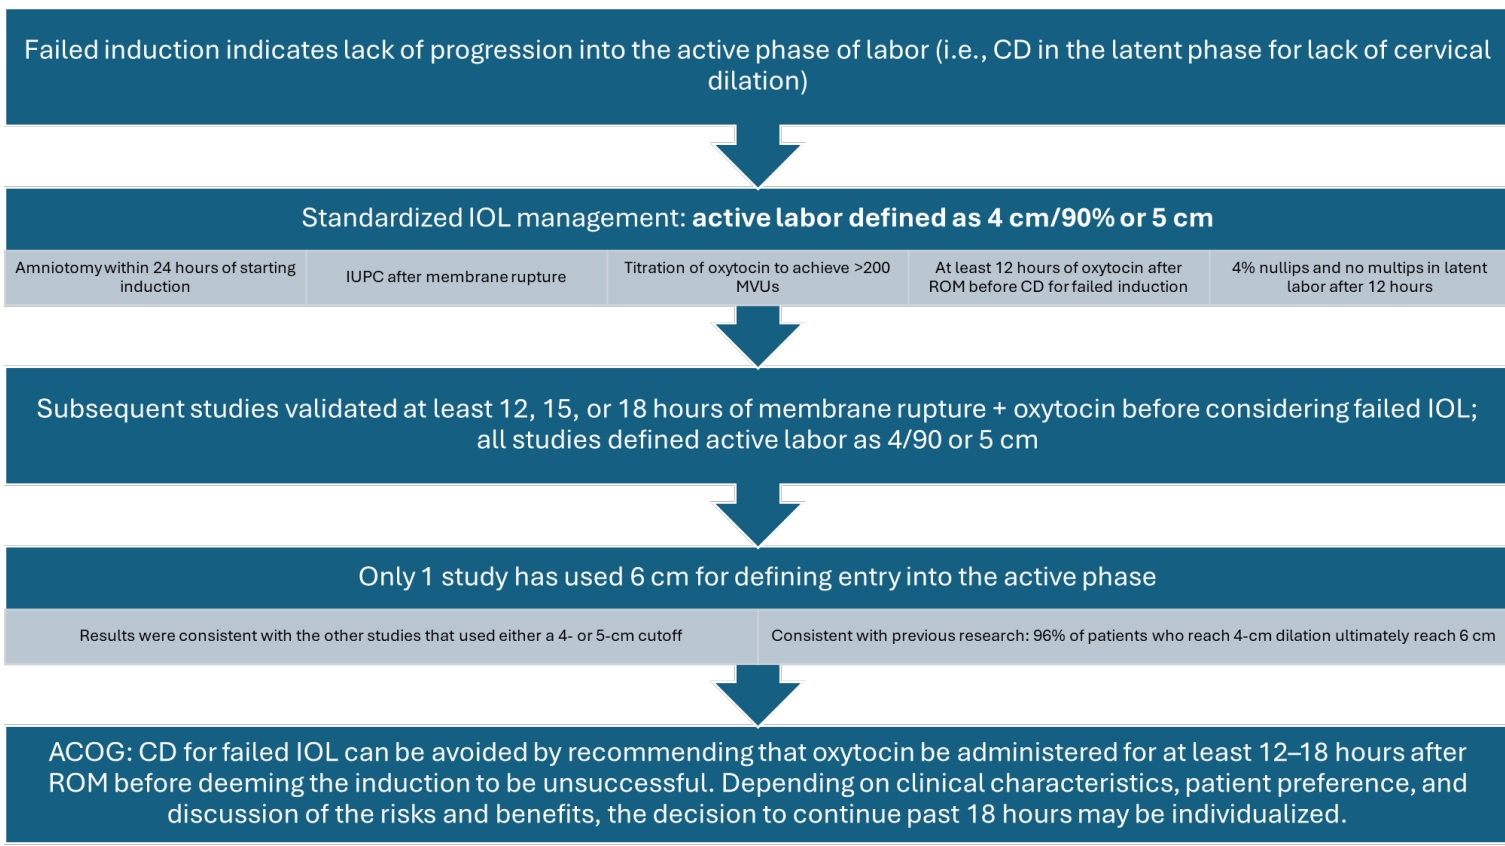 Failed induction indicates lack of progression into the active phase of labor (i.e., CD in the latent phase for lack of cervical
dilation)
Standardized IOL management: active labor defined as 4 cm/90% or 5 cm
Amniotomy within 24 hours of starting
induction
IUPC after membrane rupture
Titration of oxytocin to achieve >200
MVUs
At least 12 hours of oxytocin after
ROM before CD for failed induction
4% nullips and no multips in latent
labor after 12 hours
Subsequent studies validated at least 12, 15, or 18 hours of membrane rupture + oxytocin before considering failed IOL;
all studies defined active labor as 4/90 or 5 cm
Only 1 study has used 6 cm for defining entry into the active phase
Results were consistent with the other studies that used either a 4- or 5-cm cutoff
Consistent with previous research: 96% of patients who reach 4-cm dilation ultimately reach 6 cm
ACOG: CD for failed IOL can be avoided by recommending that oxytocin be administered for at least 12–18 hours after
ROM before deeming the induction to be unsuccessful. Depending on clinical characteristics, patient preference, and
discussion of the risks and benefits, the decision to continue past 18 hours may be individualized.